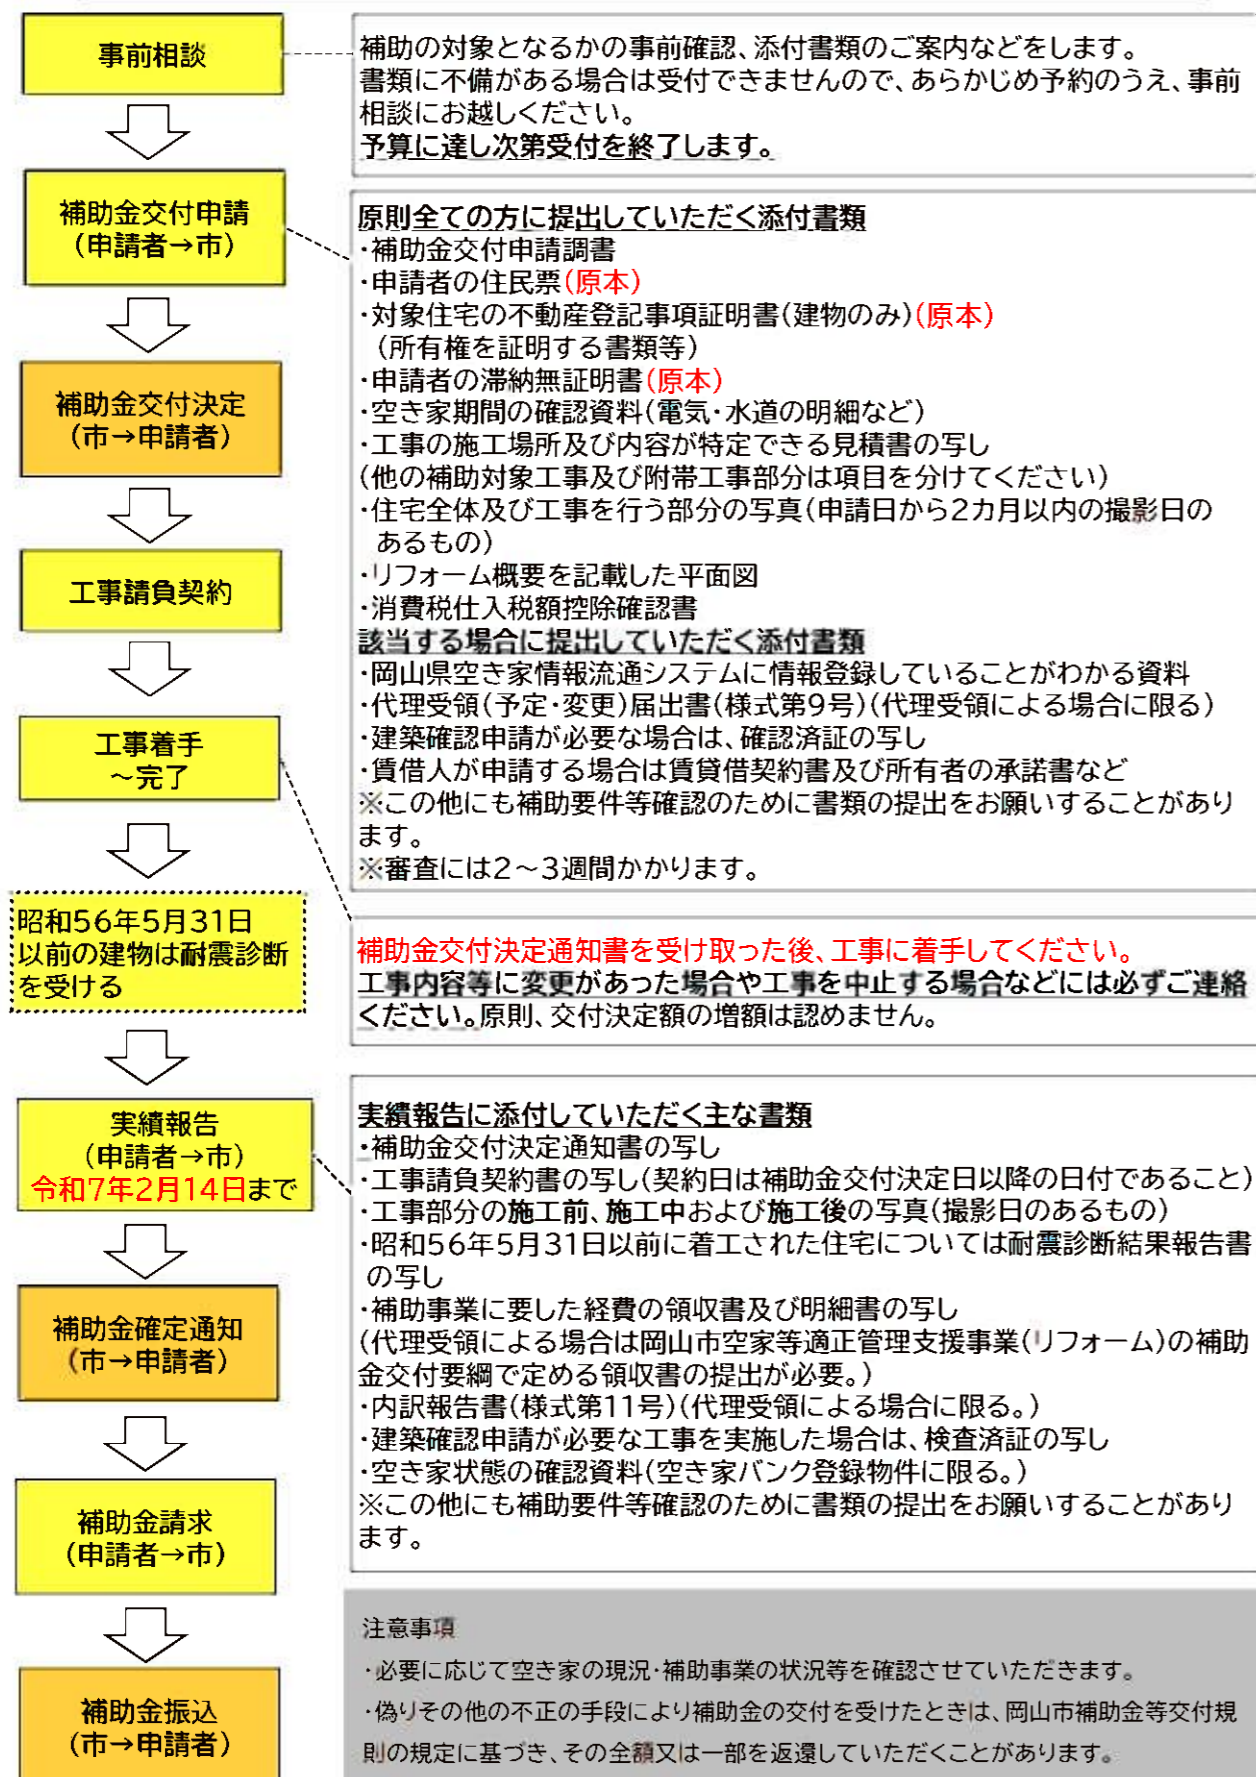 事前相談
補助の対象となるかの事前確認、添付書類のご案内などをします。
書類に不備がある場合は受付できませんので、あらかじめ予約のうえ、事前
相談にお越しください。
予算に達し次第受付を終了します。
補助金交付申請
(申請者→市)
原則全ての方に提出していただく添付書類
・補助金交付申請調書
・申請者の住民票(原本)
・対象住宅の不動産登記事項証明書(建物のみ)(原本)
(所有権を証明する書類等)
・申請者の滞納無証明書(原本)
・空き家期間の確認資料(電気・水道の明細など)
・工事の施工場所及び内容が特定できる見積書の写し
(他の補助対象工事及び附帯工事部分は項目を分けてください)
・住宅全体及び工事を行う部分の写真(申請日から2カ月以内の撮影日の
あるもの)
・リフォーム概要を記載した平面図
・消費税仕入税額控除確認書
該当する場合に提出していただく添付書類
・岡山県空き家情報流通システムに情報登録していることがわかる資料
・代理受領(予定・変更)届出書(様式第9号)(代理受領による場合に限る)
・建築確認申請が必要な場合は、確認済証の写し
・賃借人が申請する場合は賃貸借契約書及び所有者の承諾書など
※この他にも補助要件等確認のために書類の提出をお願いすることがあり
ます。
※審査には2~3週間かかります。
補助金交付決定
(市→申請者)
工事請負契約
工事着手
~完了
補助金交付決定通知書を受け取った後、工事に着手してください。
工事内容等に変更があった場合や工事を中止する場合などには必ずご連絡
ください。原則、交付決定額の増額は認めません。
昭和56年5月31日
以前の建物は耐震診断
を受ける
実績報告
(申請者→市)
令和7年2月14日まで
実績報告に添付していただく主な書類
・補助金交付決定通知書の写し
・工事請負契約書の写し(契約日は補助金交付決定日以降の日付であること)
・工事部分の施工前、施工中および施工後の写真(撮影日のあるもの)
・昭和56年5月31日以前に着工された住宅については耐震診断結果報告書
の写し
・補助事業に要した経費の領収書及び明細書の写し
(代理受領による場合は岡山市空家等適正管理支援事業(リフォーム)の補助
金交付要綱で定める領収書の提出が必要。)
・内訳報告書(様式第11号)(代理受領による場合に限る。)
・建築確認申請が必要な工事を実施した場合は、検査済証の写し
・空き家状態の確認資料(空き家バンク登録物件に限る。)
※この他にも補助要件等確認のために書類の提出をお願いすることがあり
ます。
補助金確定通知
(市→申請者)
補助金請求
(申請者→市)
補助金振込
(市→申請者)
注意事項
・必要に応じて空き家の現況・補助事業の状況等を確認させていただきます。
・偽りその他の不正の手段により補助金の交付を受けたときは、岡山市補助金等交付規
則の規定に基づき、その全額又は一部を返還していただくことがあります。